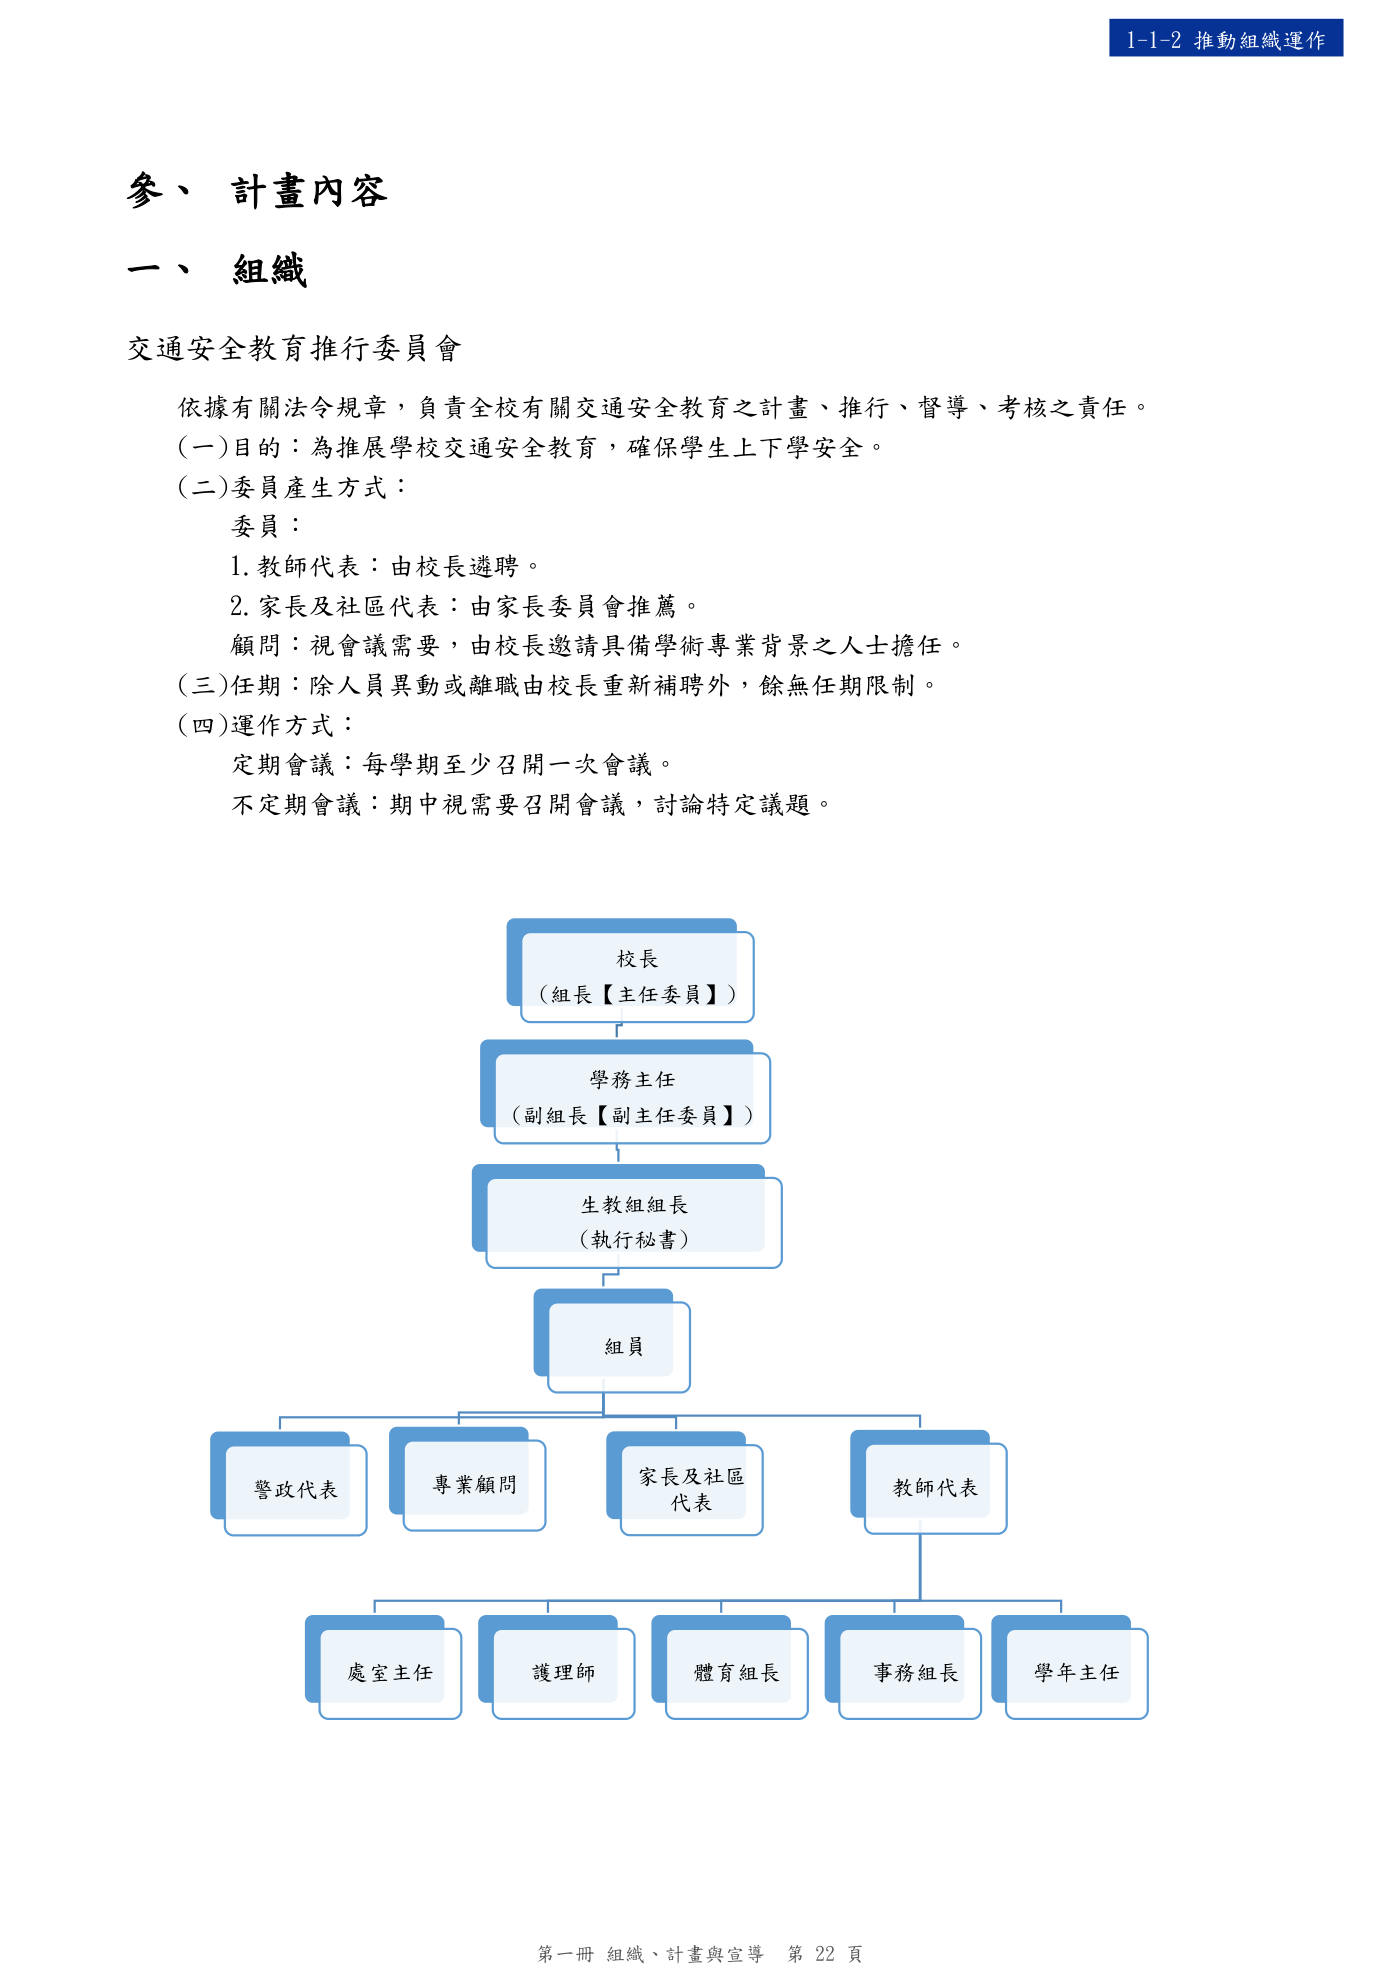 1-1-2 推動組織運作
參、 計畫內容
一、 組織
交通安全教育推行委員會
依據有關法令規章，負責全校有關交通安全教育之計畫、推行、督導、考核之責任。
(一)目的：為推展學校交通安全教育，確保學生上下學安全。
(二)委員產生方式：
委員：
1.教師代表：由校長遴聘。
2.家長及社區代表：由家長委員會推薦。
顧問：視會議需要，由校長邀請具備學術專業背景之人士擔任。
(三)任期：除人員異動或離職由校長重新補聘外，餘無任期限制。
(四)運作方式：
定期會議：每學期至少召開一次會議。
不定期會議：期中視需要召開會議，討論特定議題。
校長
（組長【主任委員】）
學務主任
（副組長【副主任委員】）
生教組組長
（執行秘書）
組員
警政代表
專業顧問
家長及社區
代表
教師代表
處室主任
護理師
體育組長
事務組長
學年主任
第一冊 組織、計畫與宣導 第 22 頁